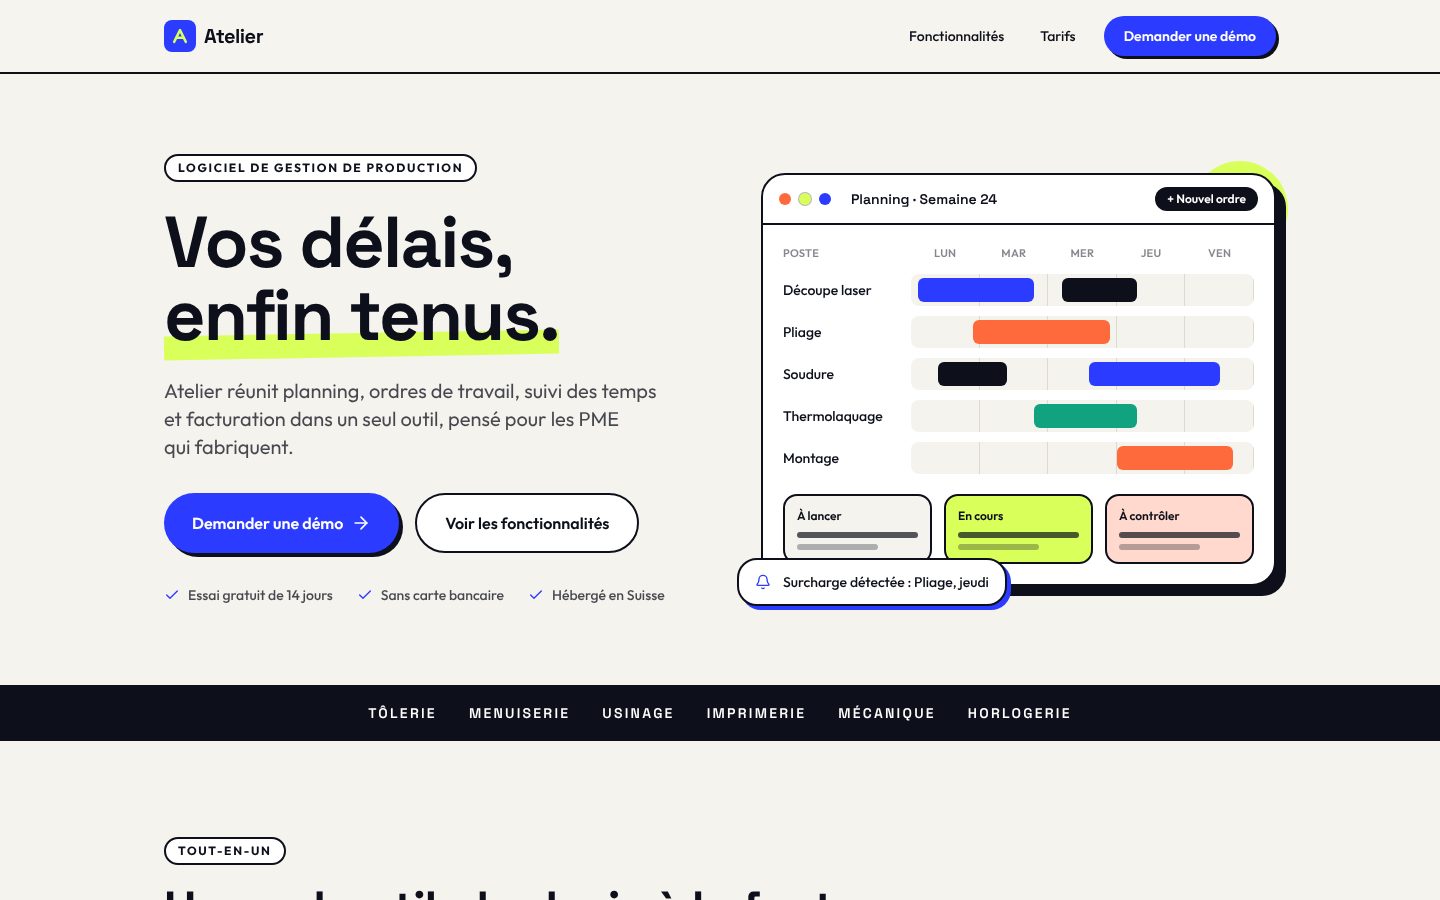 A Atelier
Fonctionnalités
Tarifs
Demander une démo
LOGICIEL DE GESTION DE PRODUCTION
Vos délais,
enfin tenus.
Atelier réunit planning, ordres de travail, suivi des temps
et facturation dans un seul outil, pensé pour les PME
qui fabriquent.
Demander une démo
Voir les fonctionnalités
Essai gratuit de 14 jours
Sans carte bancaire
Hébergé en Suisse
Planning · Semaine 24
+ Nouvel ordre
POSTE LUN MAR MER JEU VEN
Découpe laser
Pliage
Soudure
Thermolaquage
Montage
À lancer
En cours
À contrôler
Surcharge détectée : Pliage, jeudi
TÔLERIE MENUISERIE USINAGE IMPRIMERIE MÉCANIQUE HORLOGERIE
TOUT-EN-UN